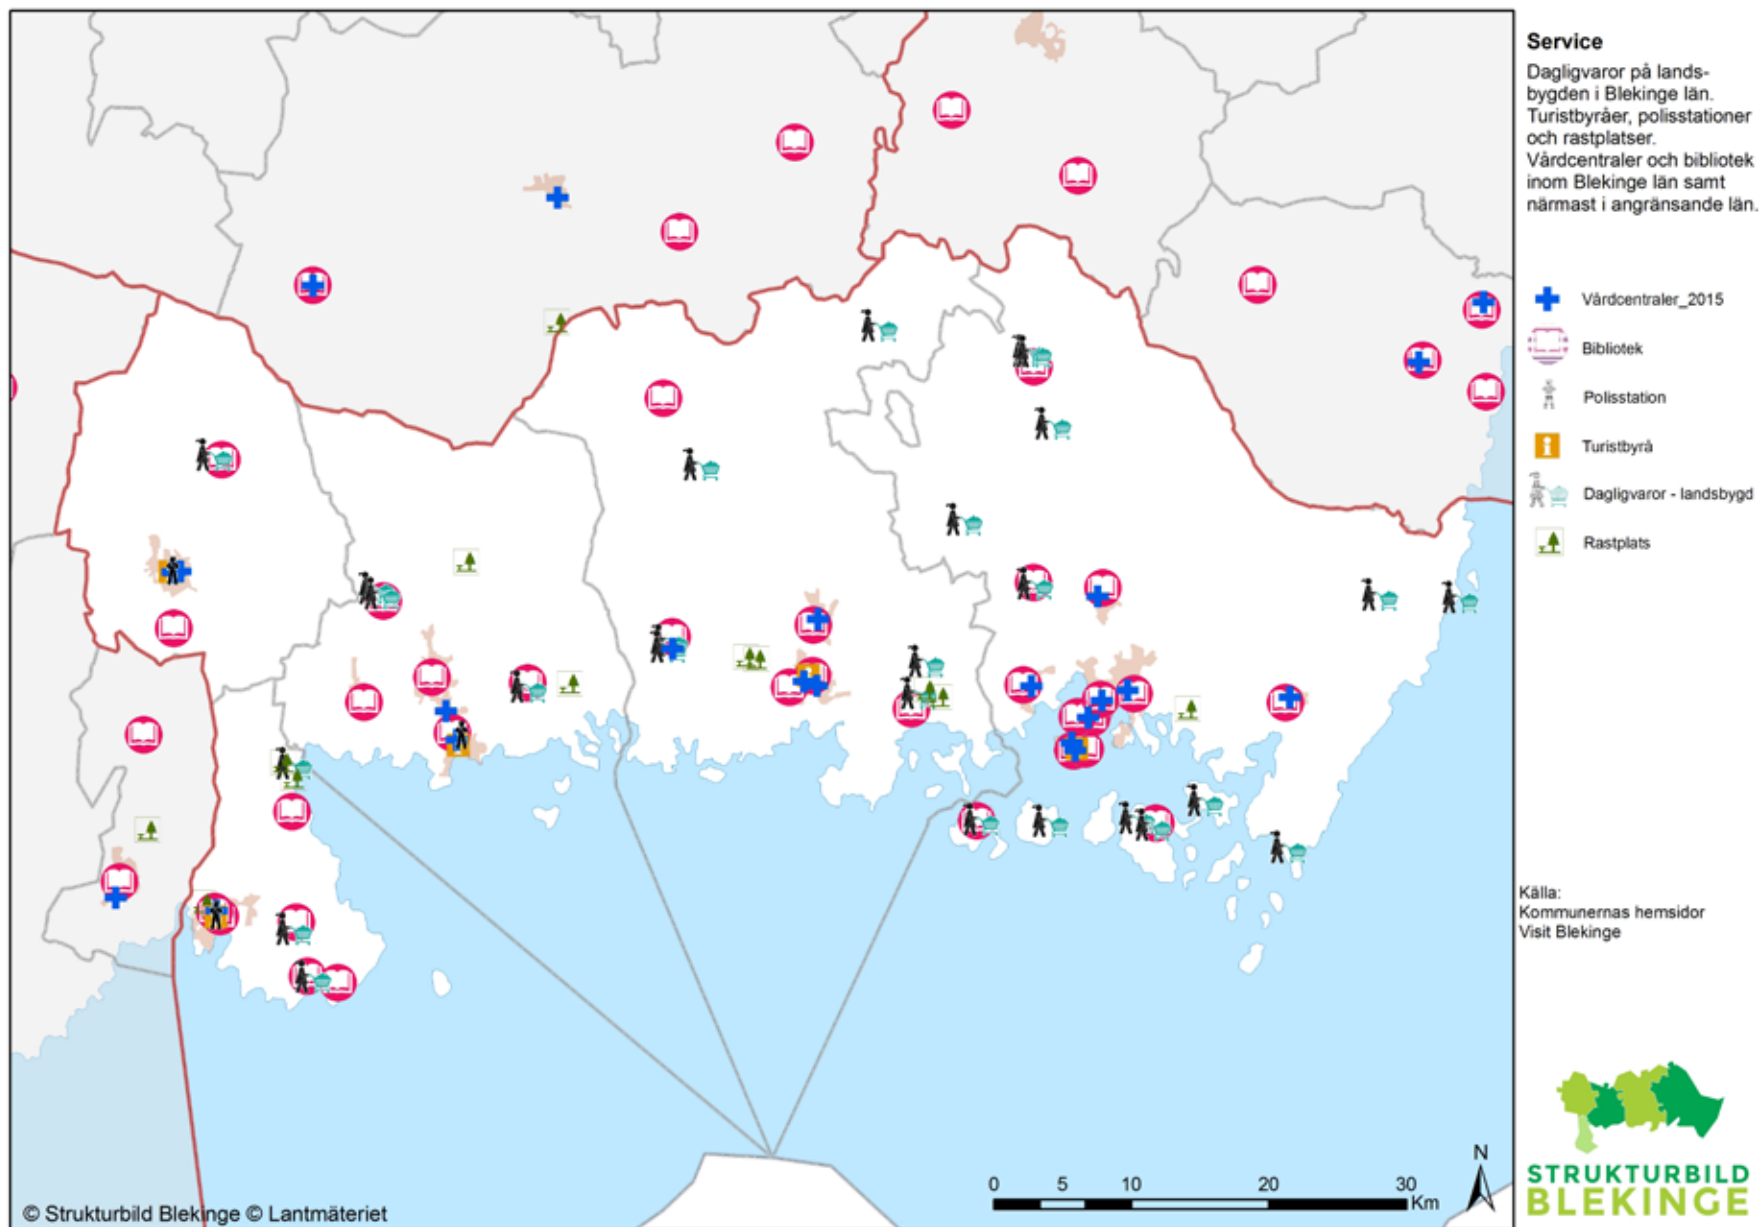 Service
Dagligvaror på lands-
bygden i Blekinge län.
Turistbyråer, polisstationer
och rastplatser.
Vårdcentraler och bibliotek
inom Blekinge län samt
närmast i angränsande län.
Vårdcentraler_2015
Bibliotek
Polisstation
Turistbyrå
Dagligvaror - landsbygd
Rastplats
Källa:
Kommunernas hemsidor
Visit Blekinge
N
0 5 10 20 30
Km
© Strukturbild Blekinge © Lantmäteriet
STRUKTURBILD
BLEKINGE